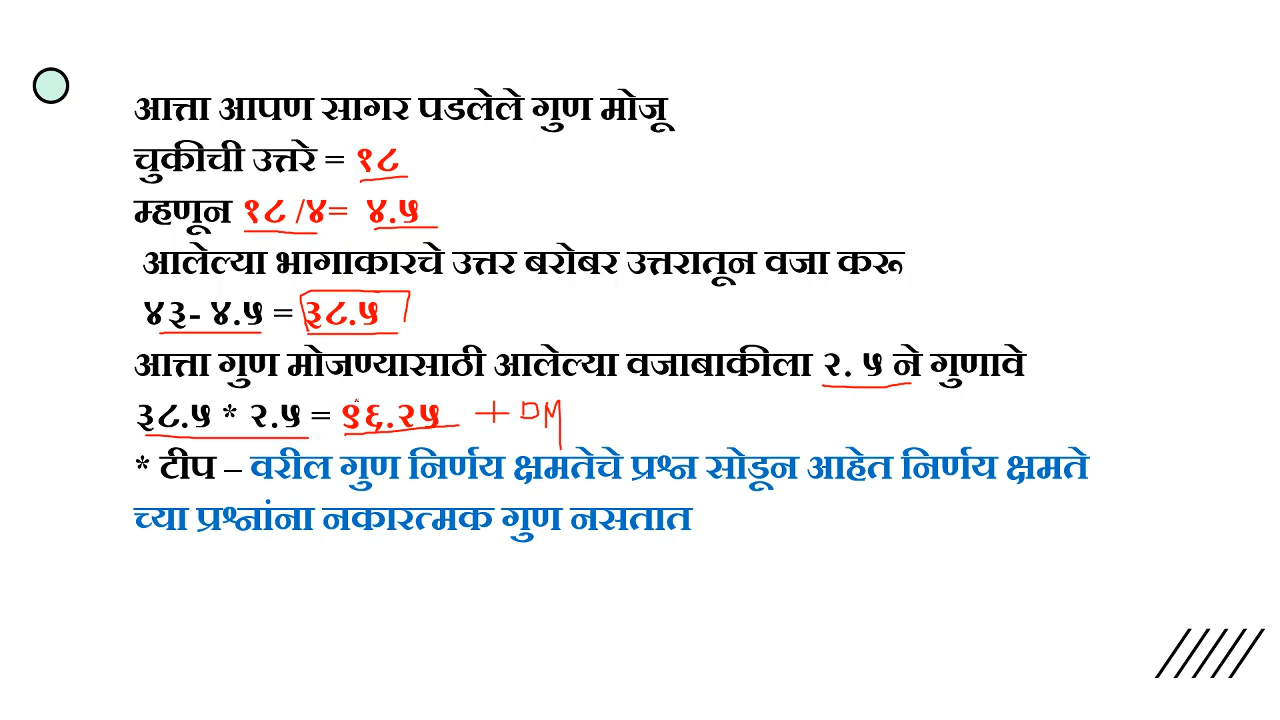 आत्ता आपण सागर पडलेले गुण मोजू
चुकीची उत्तरे = १८
म्हणून १८ /४= ४.५
आलेल्या भागाकारचे उत्तर बरोबर उत्तरातून वजा करू
४३- ४.५ = ३८.५
आत्ता गुण मोजण्यासाठी आलेल्या वजाबाकीला २. ५ ने गुणावे
३८.५ * २.५ = ९६.२५ + DM
* टीप – वरील गुण निर्णय क्षमतेचे प्रश्न सोडून आहेत निर्णय क्षमते
च्या प्रश्नांना नकारत्मक गुण नसतात